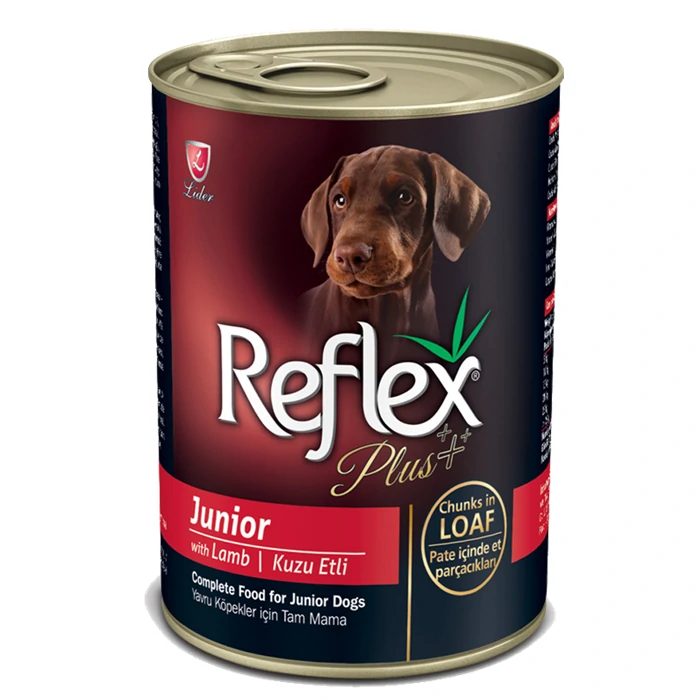 L
Lider
Reflex®
Plus+++
Junior
with Lamb | Kuzu Etli
Complete Food for Junior Dogs
Yavru Köpekler için Tam Mama
Chunks in
LOAF
Pate içinde et
parçacıkları